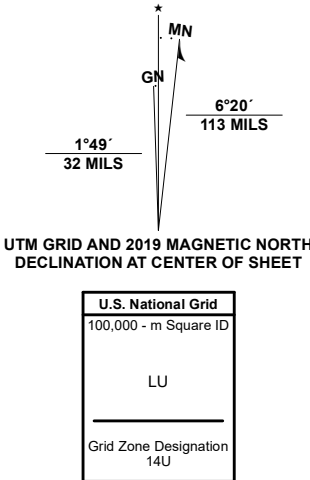 ★
MN
GN
6°20´
113 MILS
1°49´
32 MILS
UTM GRID AND 2019 MAGNETIC NORTH
DECLINATION AT CENTER OF SHEET
U.S. National Grid
100,000 - m Square ID
LU
Grid Zone Designation
14U